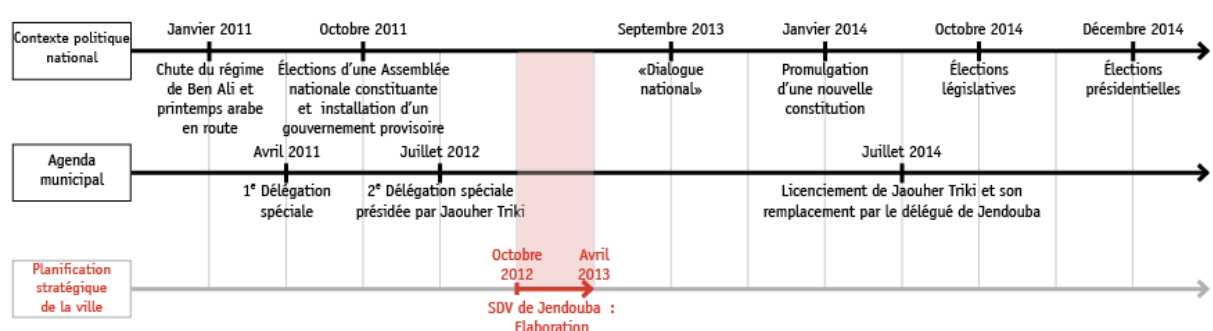 Contexte politique
national
Janvier 2011
Octobre 2011
Septembre 2013
Janvier 2014
Octobre 2014
Décembre 2014
Chute du régime
de Ben Ali et
printemps arabe
en route
Élections d’une Assemblée
nationale constituante
et installation d’un
gouvernement provisoire
«Dialogue
national»
Promulgation
d’une nouvelle
constitution
Élections
législatives
Élections
présidentielles
Agenda
municipal
Avril 2011
Juillet 2012
Juillet 2014
1e Délégation
spéciale
2e Délégation spéciale
présidée par Jaouher Triki
Licenciement de Jaouher Triki et son
remplacement par le délégué de Jendouba
Planification
stratégique
de la ville
Octobre
2012
Avril
2013
SDV de Jendouba :
Elaboration